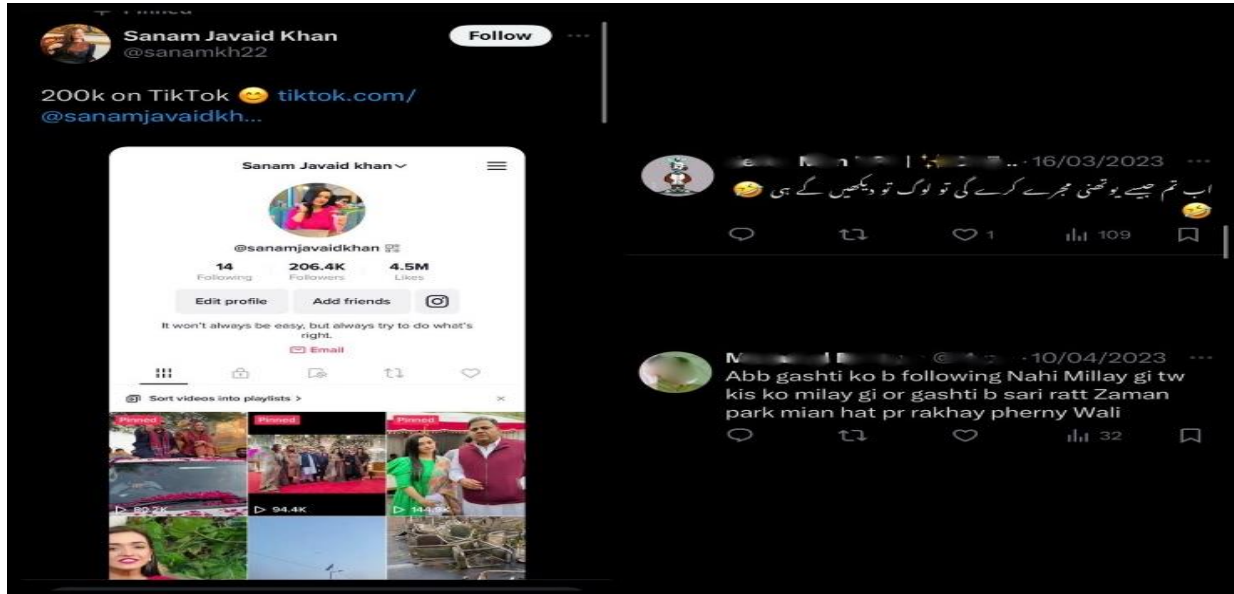 Pinned
Sanam Javaid Khan
@sanamkh22
Follow
200k on TikTok 😊 tiktok.com/
@sanamjavaidkh...
Sanam Javaid khan
@sanamjavaidkhan
14 206.4K 4.5M
Following Followers Likes
Edit profile Add friends
It won't always be easy, but always try to do what's
right.
Email
Sort videos into playlists >
Pinned Pinned Pinned
80.2K 94.4K 144.9K
16/03/2023
اب تم جیسے یوتھنی مجرے کرے گی تو لوگ تو دیکھیں گے ہی 🤣
🤣
1 109
10/04/2023
Abb gashti ko b following Nahi Millay gi tw
kis ko milay gi or gashti b sari ratt Zaman
park mian hat pr rakhay pherny Wali
32